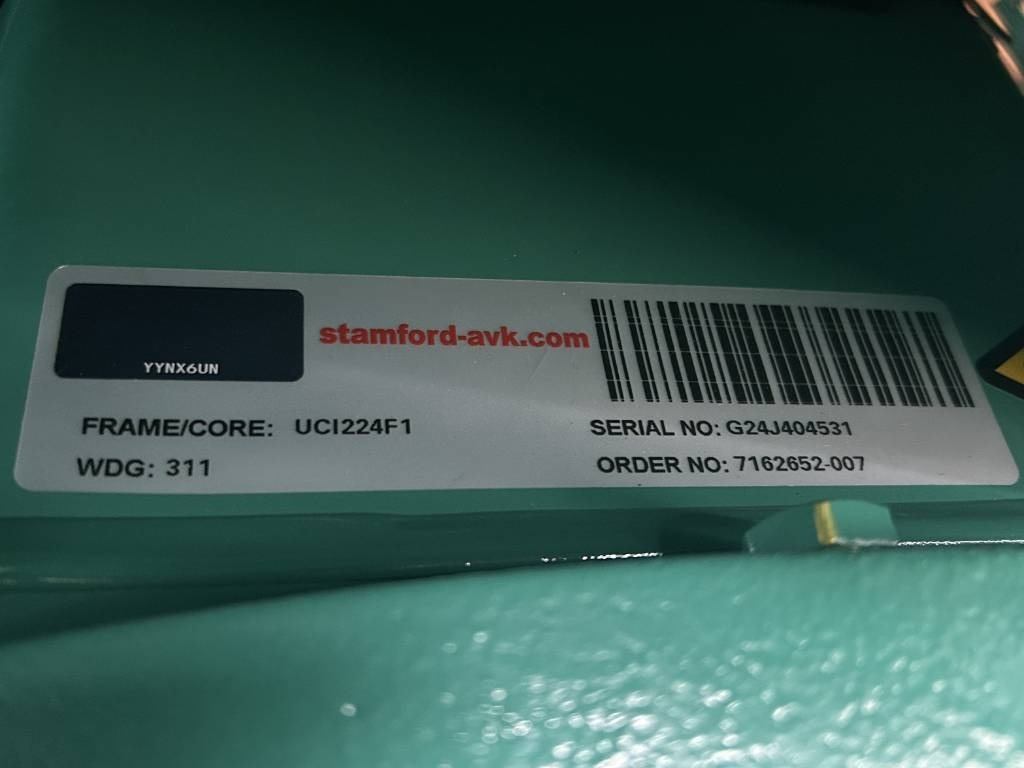 YYNX6UN
stamford-avk.com
FRAME/CORE: UCI224F1
WDG: 311
SERIAL NO: G24J404531
ORDER NO: 7162652-007